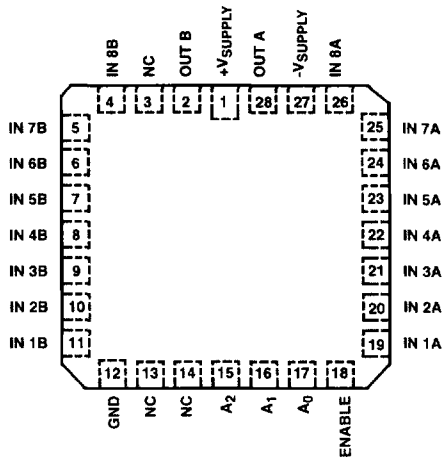 IN 8B
NC
OUT B
+VSUPPLY
OUT A
-VSUPPLY
IN 8A
4
3
2
1
28
27
26
IN 7B 5
IN 6B 6
IN 5B 7
IN 4B 8
IN 3B 9
IN 2B 10
IN 1B 11
25 IN 7A
24 IN 6A
23 IN 5A
22 IN 4A
21 IN 3A
20 IN 2A
19 IN 1A
12
13
14
15
16
17
18
GND
NC
NC
A2
A1
A0
ENABLE